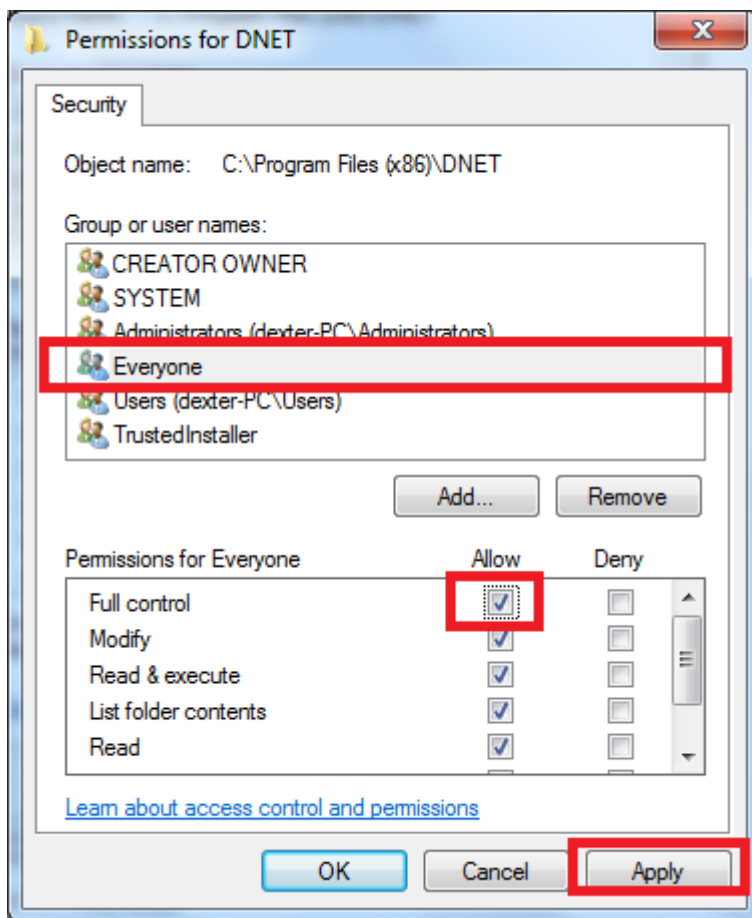 Permissions for DNET
Security
Object name: C:\Program Files (x86)\DNET
Group or user names:
CREATOR OWNER
SYSTEM
Administrators (dexter-PC\Administrators)
Everyone
Users (dexter-PC\Users)
TrustedInstaller
Add... Remove
Permissions for Everyone Allow Deny
Full control
Modify
Read & execute
List folder contents
Read
Learn about access control and permissions
OK Cancel Apply